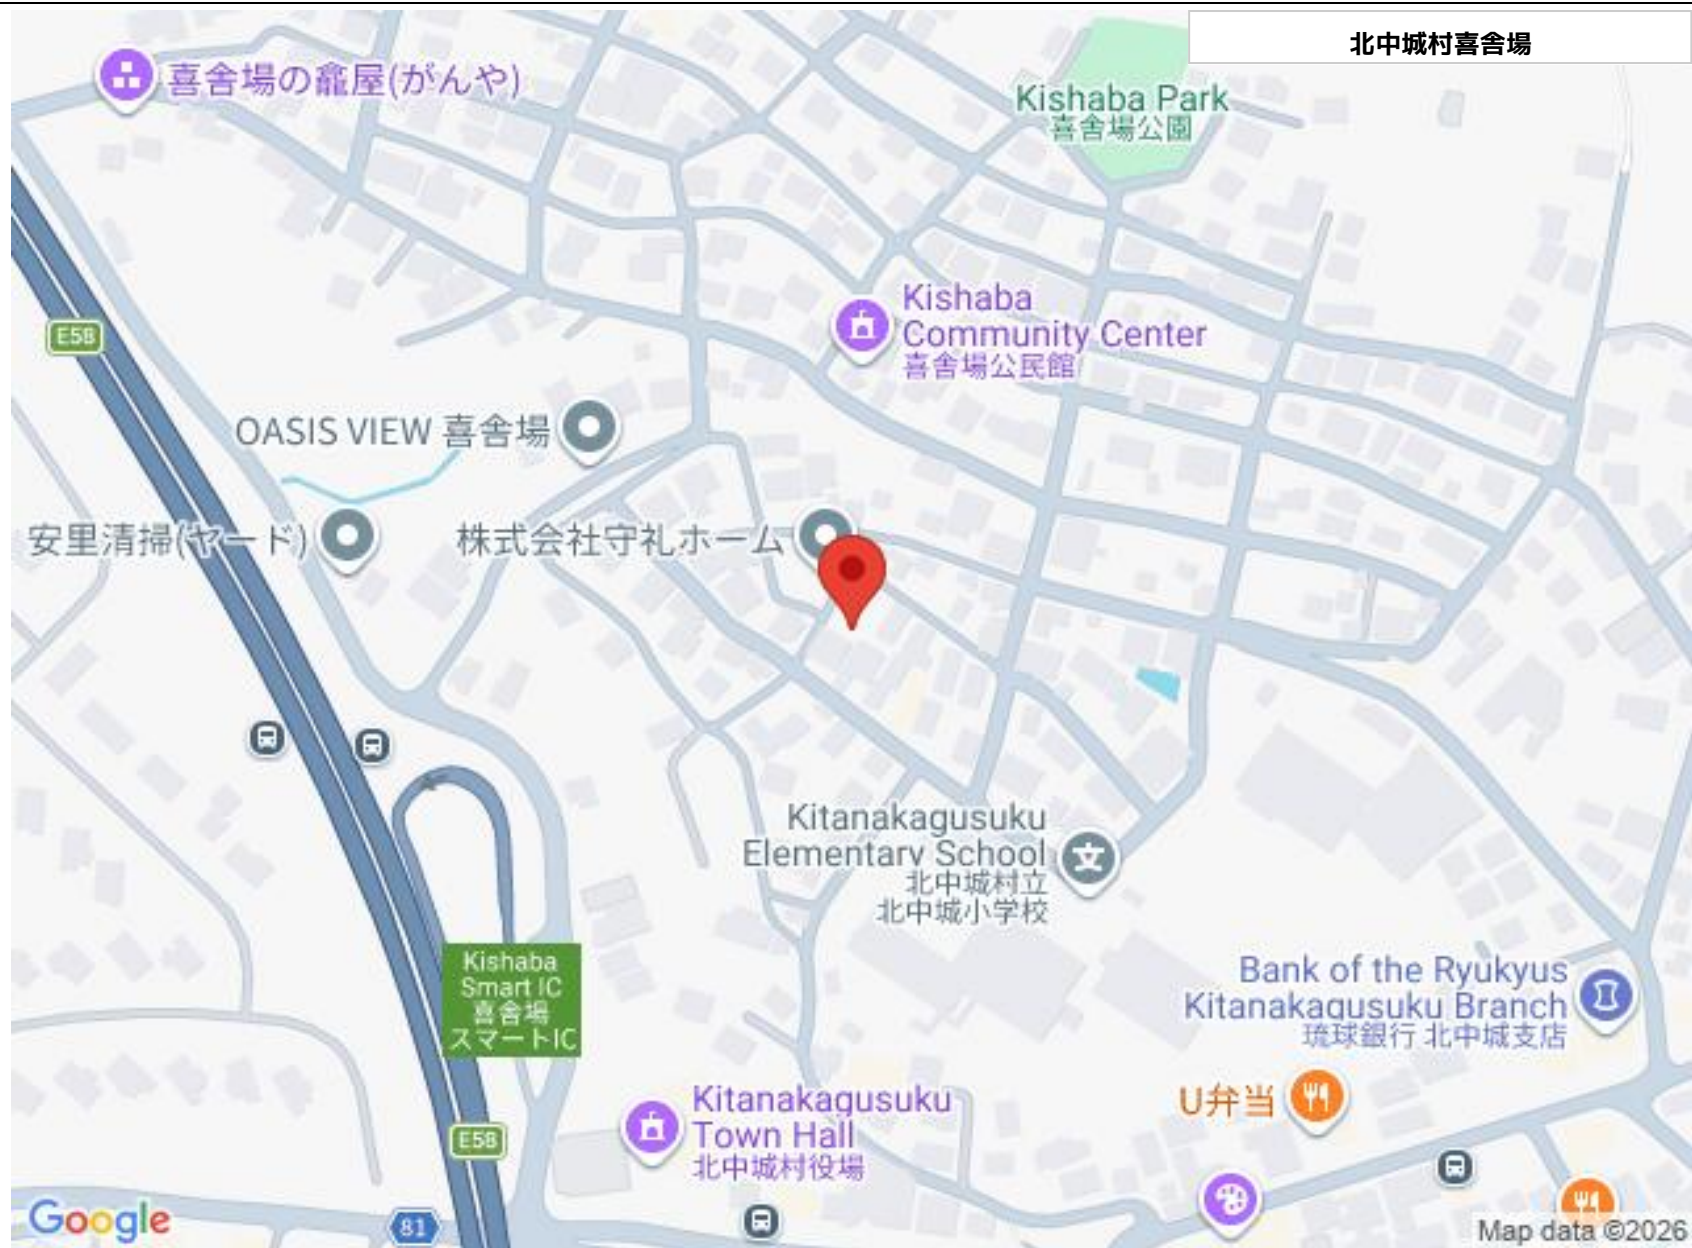 北中城村喜舎場
喜舎場の龕屋(がんや)
Kishaba Park
喜舎場公園
Kishaba
Community Center
喜舎場公民館
E58
OASIS VIEW 喜舎場
安里清掃(ヤード)
株式会社守礼ホーム
Kitanakagusuku
Elementary School
北中城村立
北中城小学校
Kishaba
Smart IC
喜舎場
スマートIC
Bank of the Ryukyus
Kitanakagusuku Branch
琉球銀行 北中城支店
U弁当
Kitanakagusuku
Town Hall
北中城村役場
E58
81
Google
Map data ©2026